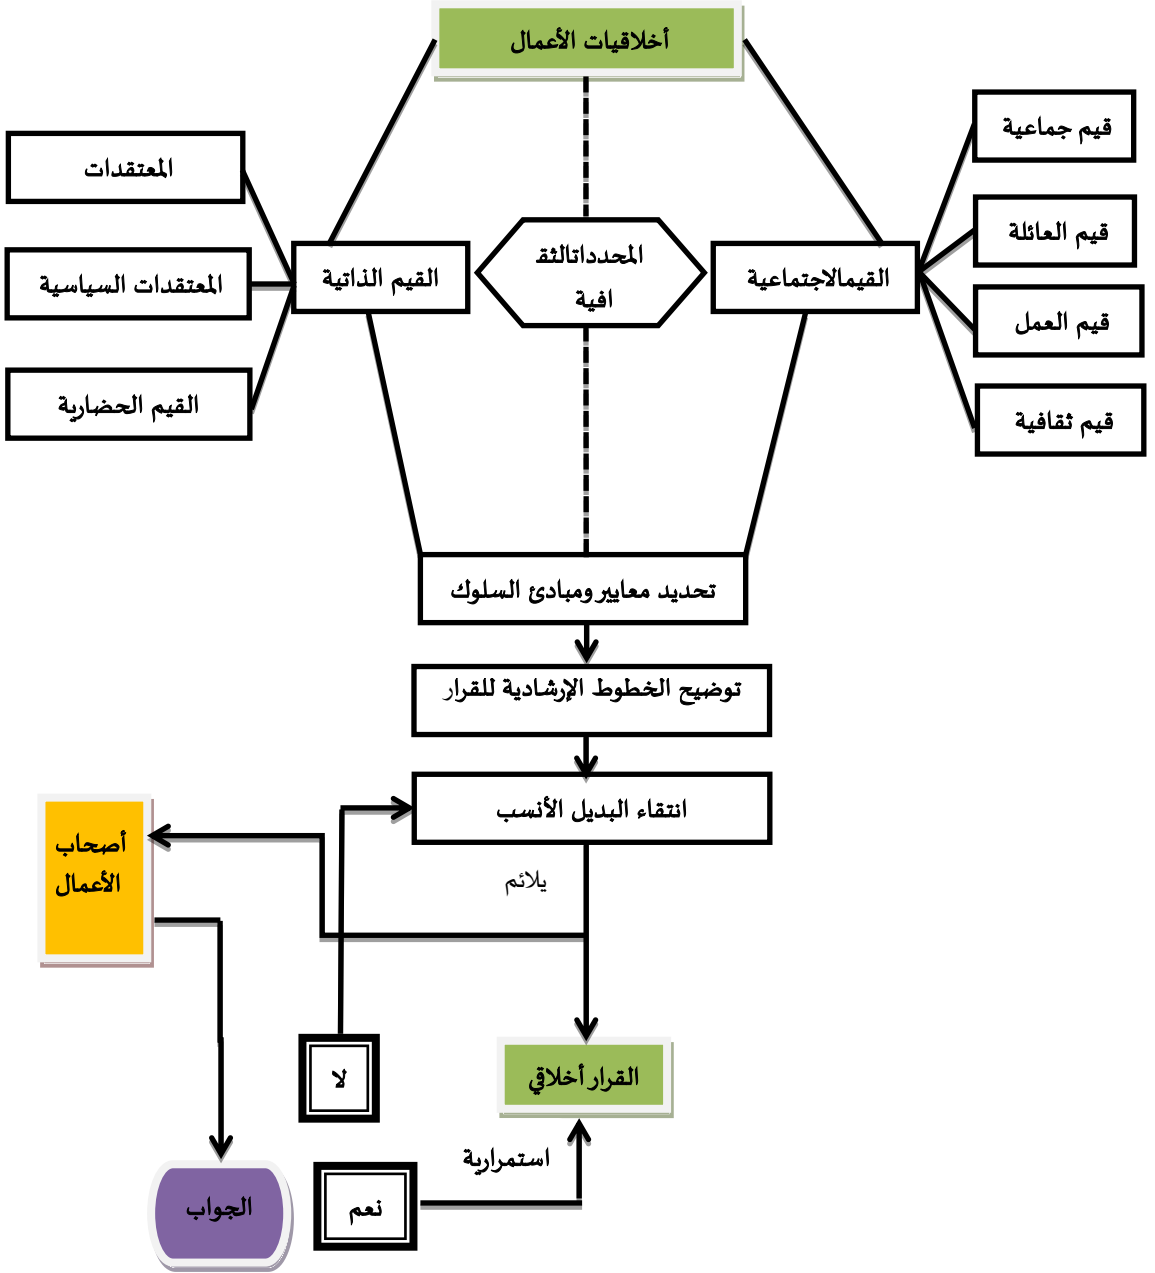 أخلاقيات الأعمال
قيم جماعية
المعتقدات
قيم العائلة
المحدداتالثق
افية
القيمالاجتماعية
القيم الذاتية
المعتقدات السياسية
قيم العمل
القيم الحضارية
قيم ثقافية
تحديد معايير ومبادئ السلوك
توضيح الخطوط الإرشادية للقرار
انتقاء البديل الأنسب
أصحاب
الأعمال
يلائم
القرار أخلاقي
لا
استمرارية
نعم
الجواب